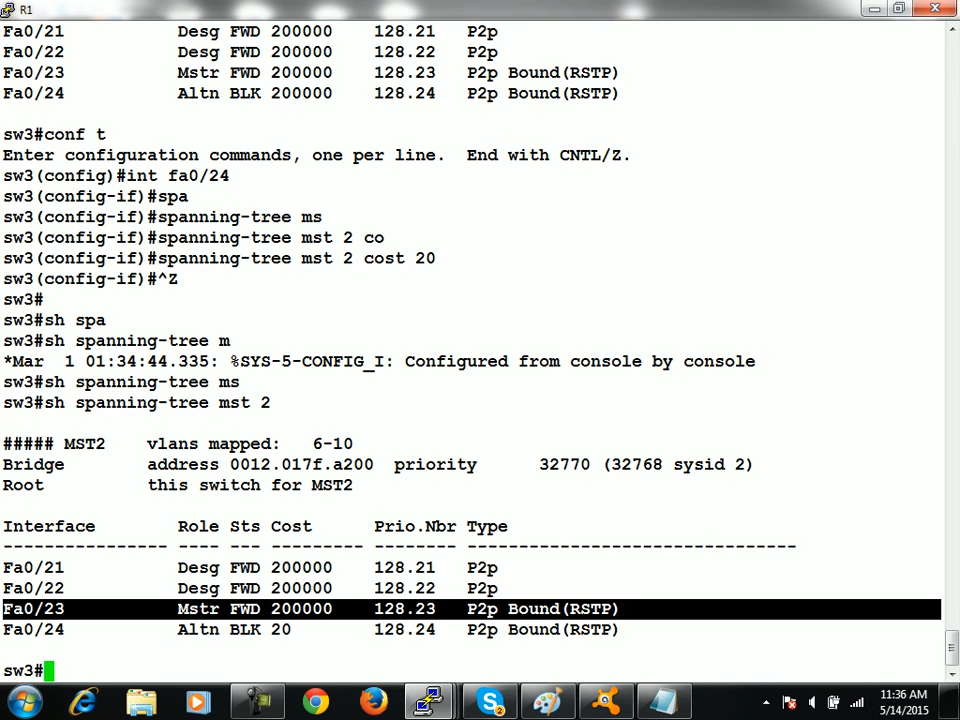 R1
Fa0/21 Desg FWD 200000 128.21 P2p
Fa0/22 Desg FWD 200000 128.22 P2p
Fa0/23 Mstr FWD 200000 128.23 P2p Bound(RSTP)
Fa0/24 Altn BLK 200000 128.24 P2p Bound(RSTP)
sw3#conf t
Enter configuration commands, one per line. End with CNTL/Z.
sw3(config)#int fa0/24
sw3(config-if)#spa
sw3(config-if)#spanning-tree ms
sw3(config-if)#spanning-tree mst 2 co
sw3(config-if)#spanning-tree mst 2 cost 20
sw3(config-if)#^Z
sw3#
sw3#sh spa
sw3#sh spanning-tree m
*Mar 1 01:34:44.335: %SYS-5-CONFIG_I: Configured from console by console
sw3#sh spanning-tree ms
sw3#sh spanning-tree mst 2
##### MST2 vlans mapped: 6-10
Bridge address 0012.017f.a200 priority 32770 (32768 sysid 2)
Root this switch for MST2
Interface Role Sts Cost Prio.Nbr Type
---------------- ---- --- --------- -------- --------------------------------
Fa0/21 Desg FWD 200000 128.21 P2p
Fa0/22 Desg FWD 200000 128.22 P2p
Fa0/23 Mstr FWD 200000 128.23 P2p Bound(RSTP)
Fa0/24 Altn BLK 20 128.24 P2p Bound(RSTP)
sw3#
2
11:36 AM
5/14/2015